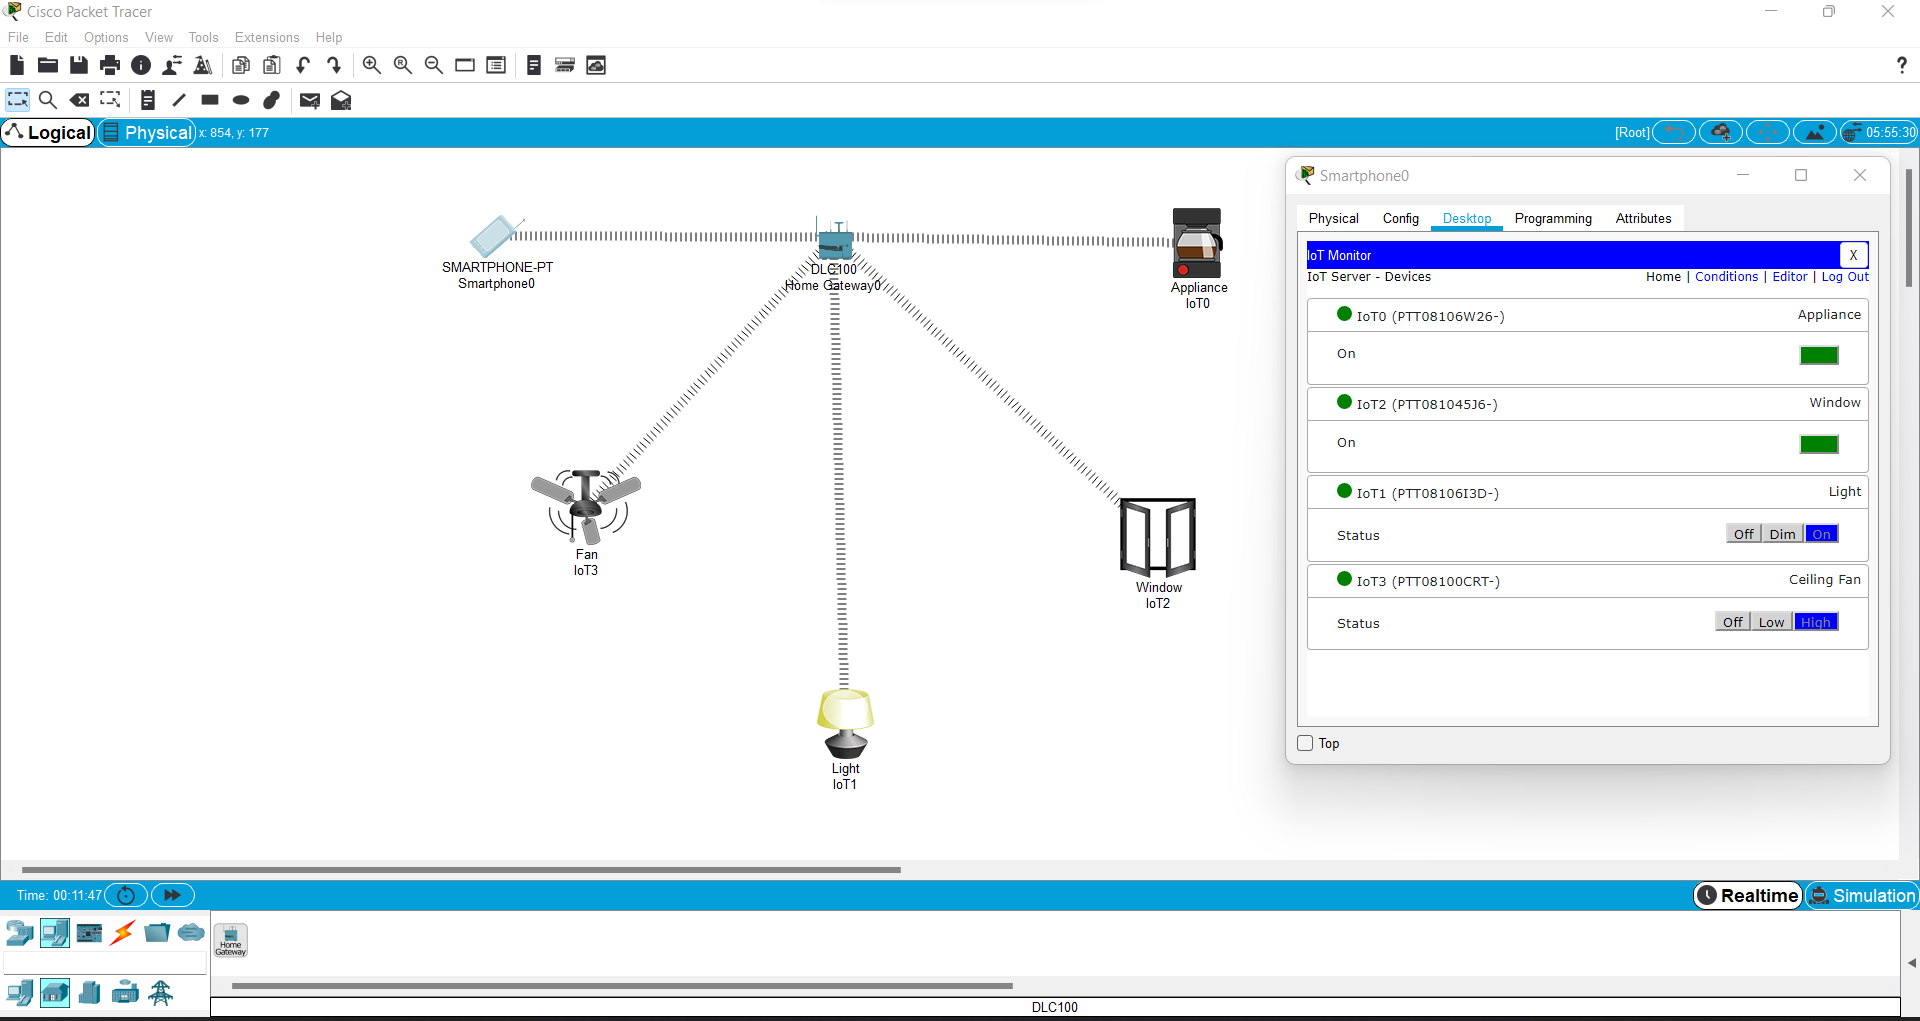 Cisco Packet Tracer
File Edit Options View Tools Extensions Help
?
Logical Physical x: 854, y: 177 [Root] 05:55:30
SMARTPHONE-PT
Smartphone0
DLC100
Home Gateway0
Appliance
IoT0
Fan
IoT3
Window
IoT2
Light
IoT1
Smartphone0
Physical Config Desktop Programming Attributes
IoT Monitor X
IoT Server - Devices Home | Conditions | Editor | Log Out
IoT0 (PTT08106W26-) Appliance
On
IoT2 (PTT081045J6-) Window
On
IoT1 (PTT08106I3D-) Light
Status Off Dim On
IoT3 (PTT08100CRT-) Ceiling Fan
Status Off Low High
Top
Time: 00:11:47 Realtime Simulation
Home
Gateway
DLC100